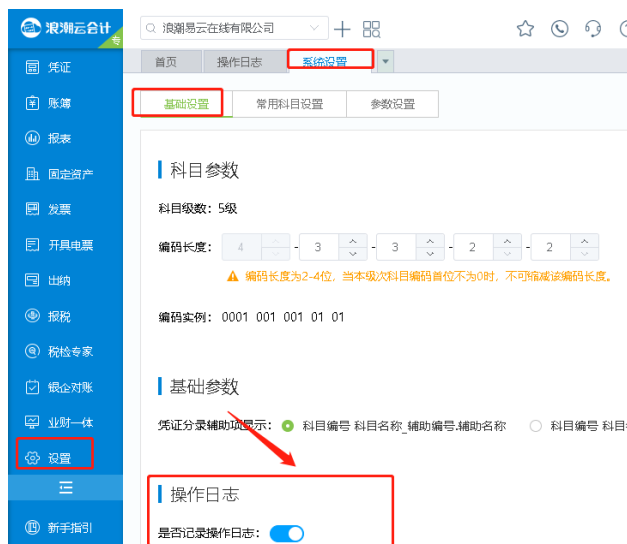 浪潮云会计
专
浪潮易云在线有限公司
首页 操作日志 系统设置
基础设置 常用科目设置 参数设置
凭证
账簿
报表
固定资产
发票
开具电票
出纳
报税
税检专家
银企对账
业财一体
设置
新手指引
科目参数
科目级数：5级
编码长度： 4 - 3 - 3 - 2 - 2
编码长度为2-4位，当本级次科目编码首位不为0时，不可缩减该编码长度。
编码实例： 0001 001 001 01 01
基础参数
凭证分录辅助项显示： 科目编号 科目名称_辅助编号.辅助名称 科目编号 科目
操作日志
是否记录操作日志：